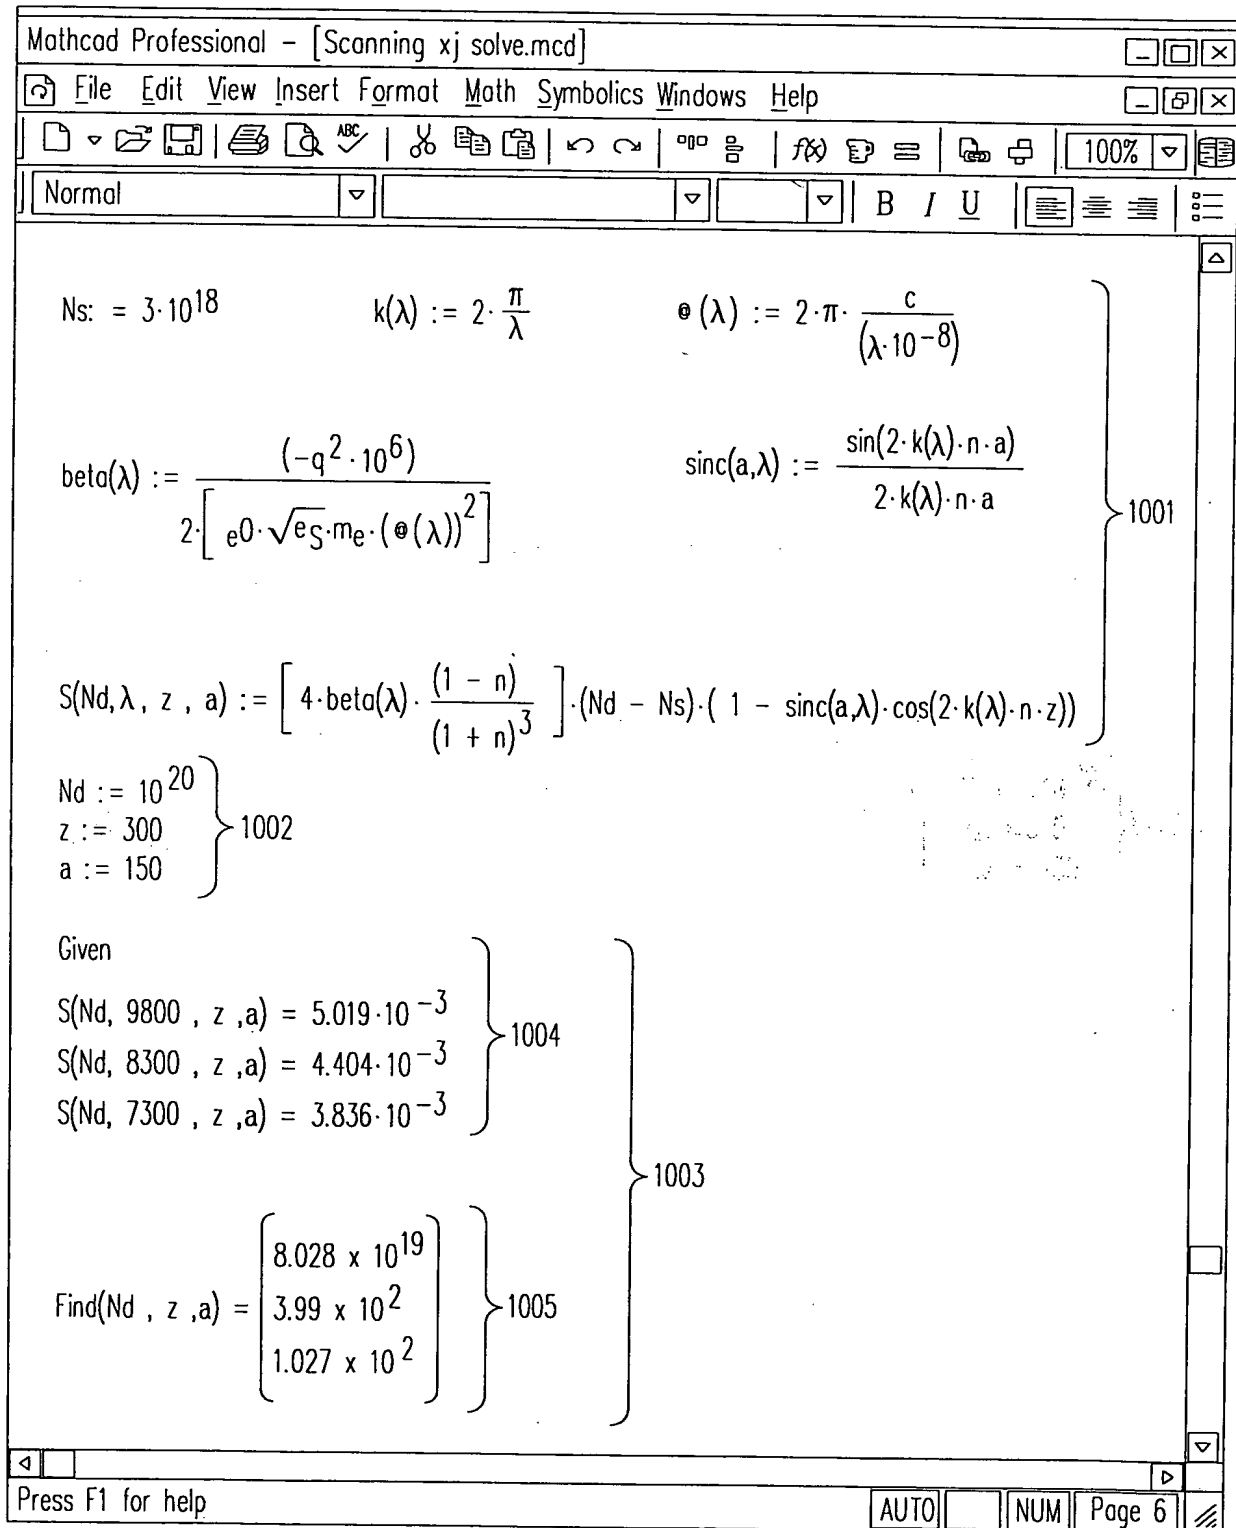 Mathcad Professional – [Scanning xj solve.mcd]
File Edit View Insert Format Math Symbolics Windows Help
ABC f(x) 100%
Normal B I U
Ns: = 3·10^18 k(λ) := 2·π/λ ⍹(λ) := 2·π·c/(λ·10^−8)
beta(λ) := (−q^2·10^6)/(2·[e0·√eS·me·(⍹(λ))^2]) sinc(a,λ) := sin(2·k(λ)·n·a)/(2·k(λ)·n·a)
1001
S(Nd,λ, z , a) := [4·beta(λ)·(1 − n)/(1 + n)^3]·(Nd − Ns)·( 1 − sinc(a,λ)·cos(2·k(λ)·n·z))
Nd := 10^20
z := 300
a := 150
1002
Given
S(Nd, 9800 , z ,a) = 5.019·10^−3
S(Nd, 8300 , z ,a) = 4.404·10^−3
S(Nd, 7300 , z ,a) = 3.836·10^−3
1004
1003
Find(Nd , z ,a) =
8.028 x 10^19
3.99 x 10^2
1.027 x 10^2
1005
Press F1 for help AUTO NUM Page 6